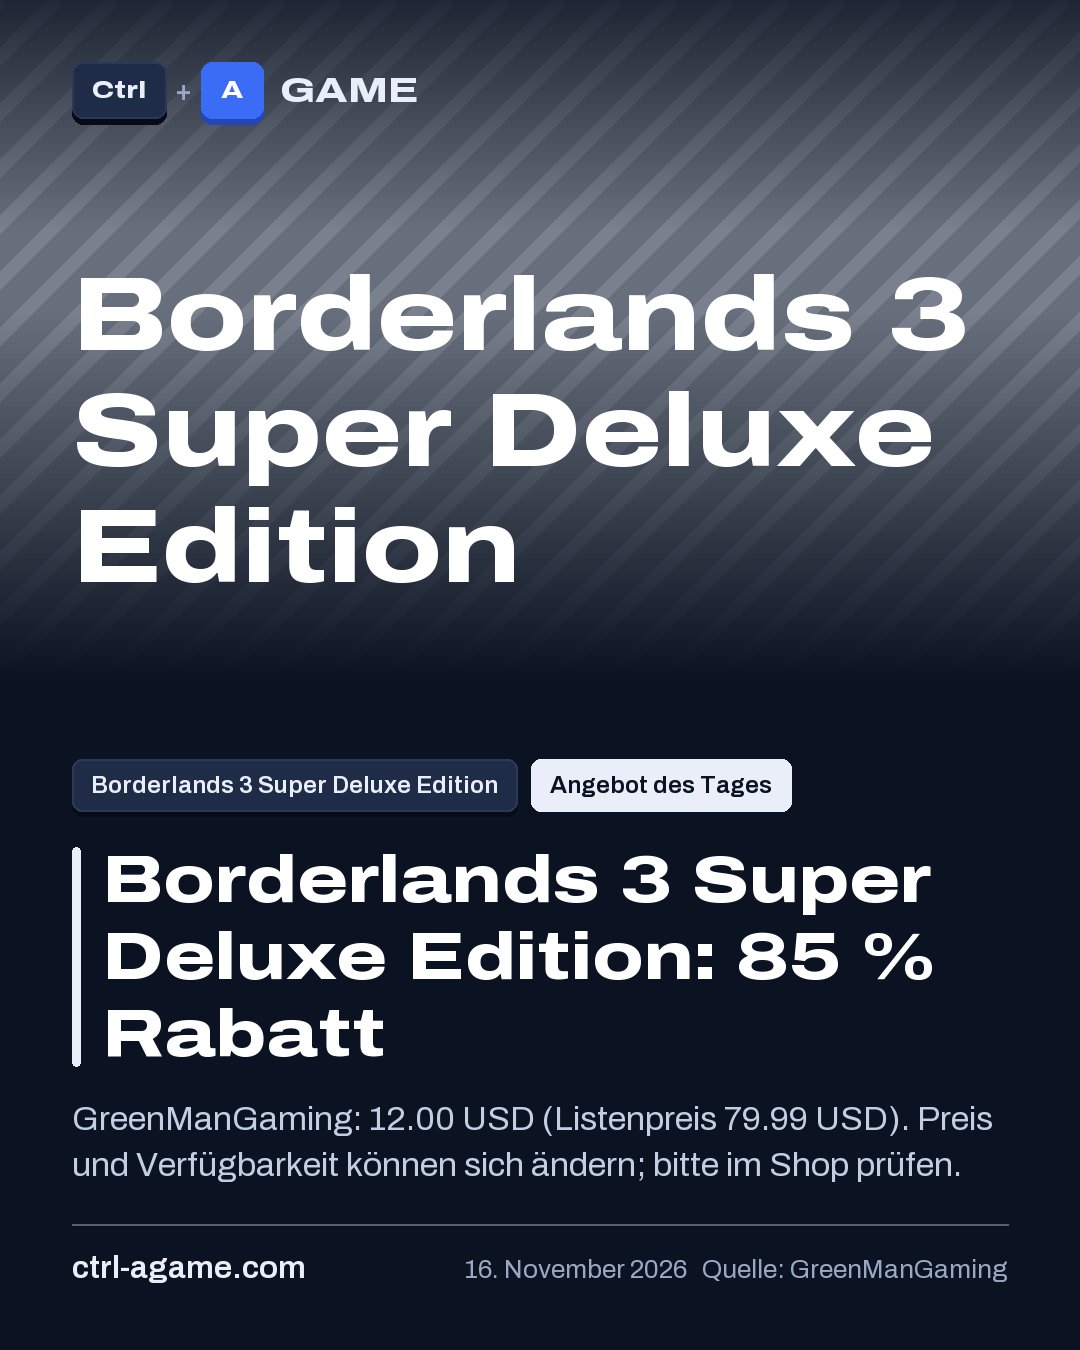 Ctrl + A GAME
Borderlands 3
Super Deluxe
Edition
Borderlands 3 Super Deluxe Edition Angebot des Tages
Borderlands 3 Super
Deluxe Edition: 85 %
Rabatt
GreenManGaming: 12.00 USD (Listenpreis 79.99 USD). Preis
und Verfügbarkeit können sich ändern; bitte im Shop prüfen.
ctrl-agame.com 16. November 2026 Quelle: GreenManGaming